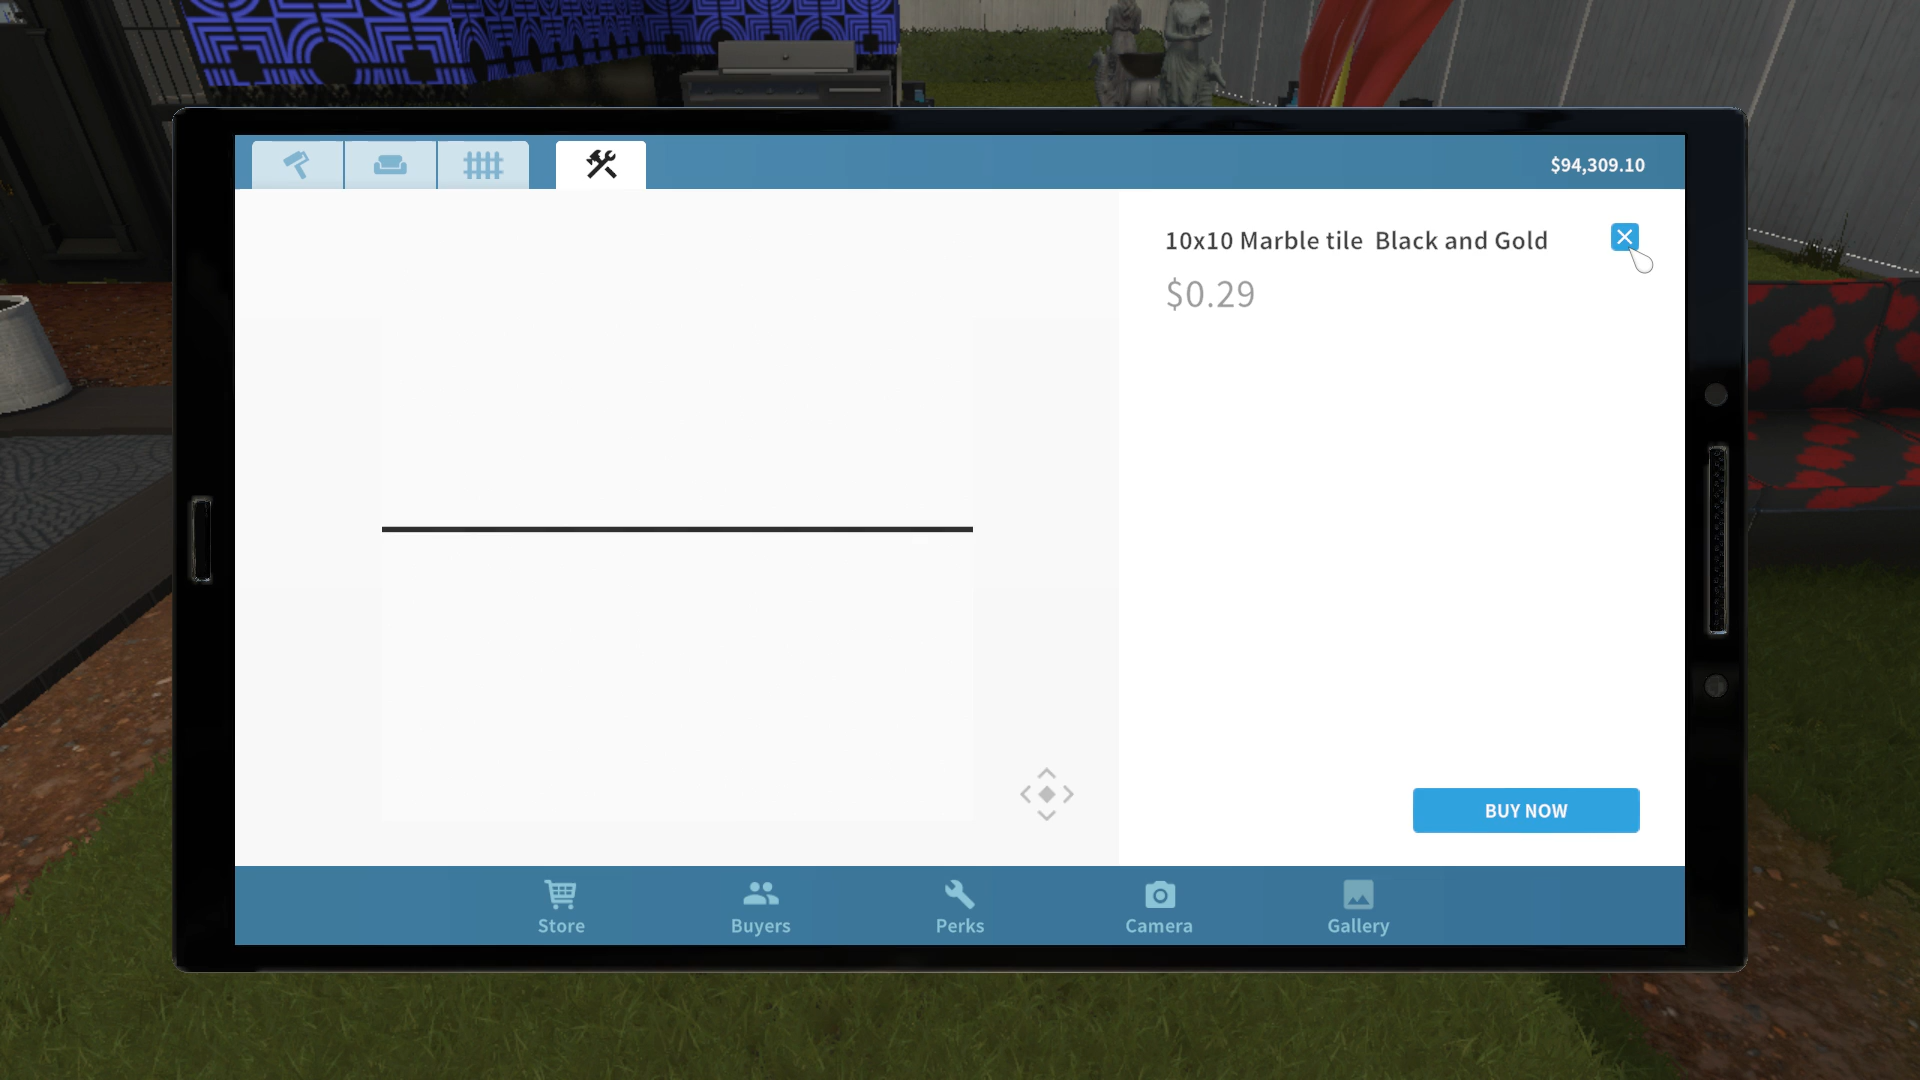 $94,309.10
10x10 Marble tile  Black and Gold
$0.29
BUY NOW
Store
Buyers
Perks
Camera
Gallery